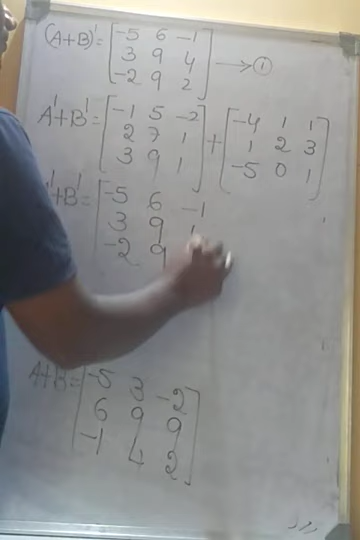 (A+B)' = [-5 6 -1
3 9 4
-2 9 2] → ①
A'+B' = [-1 5 -2
2 7 1
3 9 1] + [-4 1 1
1 2 3
-5 0 1]
'+B' = [-5 6 -1
3 9
-2 9
A+B = [-5 3 -2
6 9 9
-1 4 2]